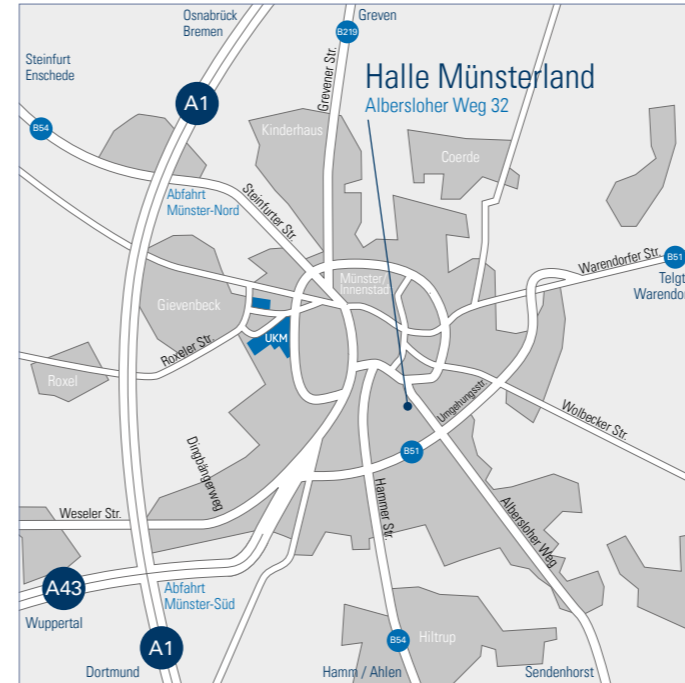 Osnabrück
Bremen
Greven
B219
Steinfurt
Enschede
Halle Münsterland
Albersloher Weg 32
A1
Grevener Str.
B54
Kinderhaus
Coerde
Abfahrt
Münster-Nord
Steinfurter Str.
Warendorfer Str.
B51
Telgt
Warendor
Münster/
Innenstad
Gievenbeck
UKM
Roxeler Str.
Roxel
Umgehungsstr.
Wolbecker Str.
Dingbängerweg
B51
Weseler Str.
Hammer Str.
Albersloher Weg
A43
Abfahrt
Münster-Süd
Wuppertal
A1
B54
Hiltrup
Dortmund
Hamm / Ahlen
Sendenhorst